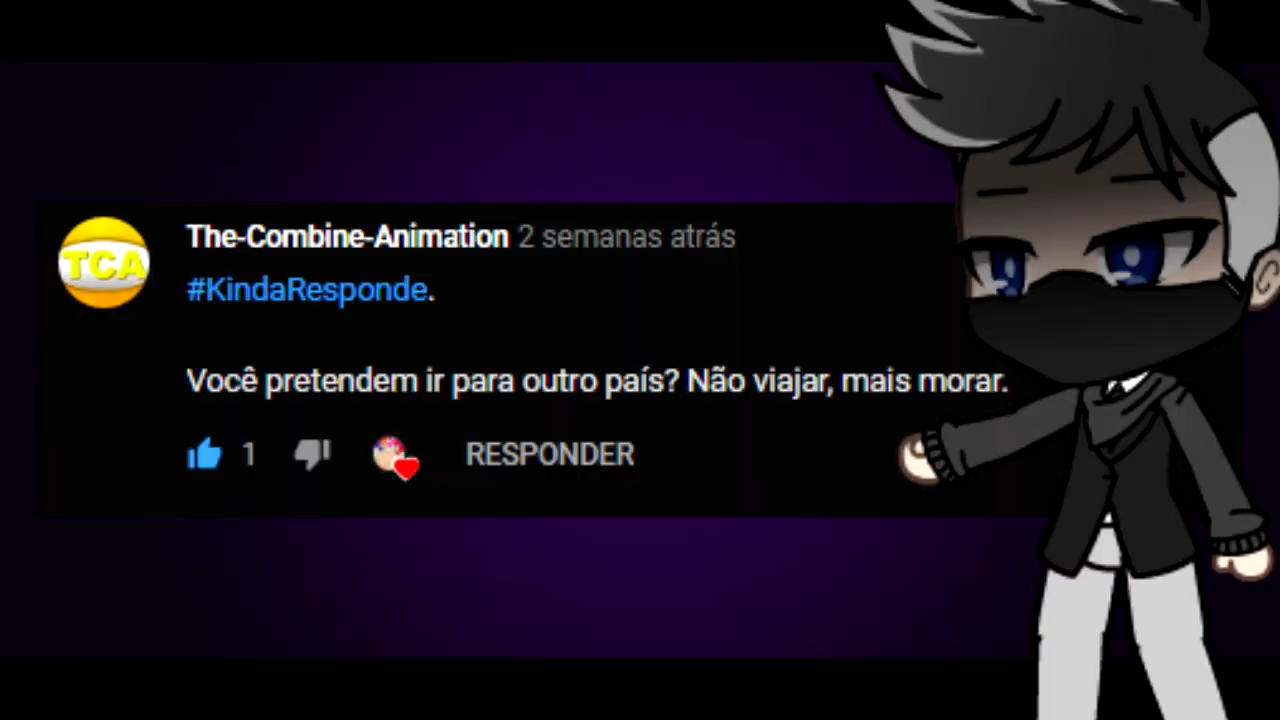 TCA
The-Combine-Animation 2 semanas atrás
#KindaResponde.
Você pretendem ir para outro país? Não viajar, mais morar.
1 RESPONDER